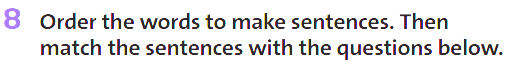 8 Order the words to make sentences. Then
match the sentences with the questions below.